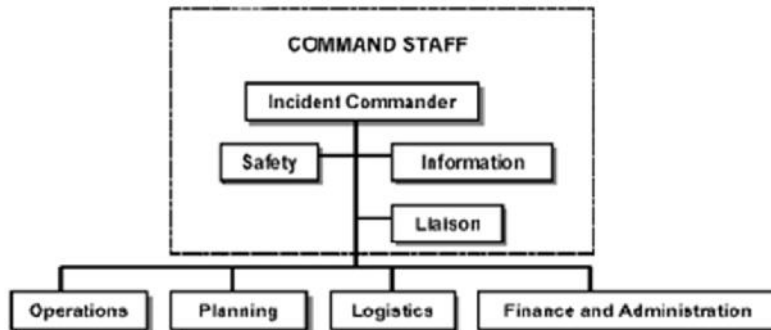 COMMAND STAFF
Incident Commander
Safety
Information
Liaison
Operations
Planning
Logistics
Finance and Administration